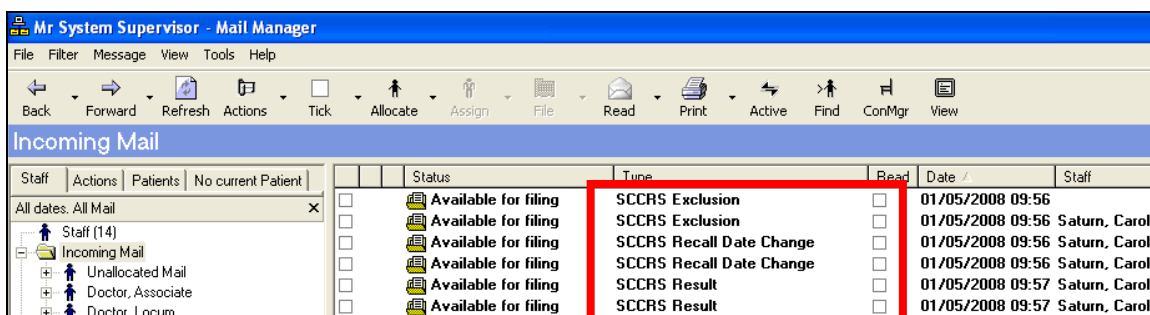 Mr System Supervisor - Mail Manager
File Filter Message View Tools Help
Back Forward Refresh Actions Tick Allocate Assign File Read Print Active Find ConMgr View
Incoming Mail
Staff Actions Patients No current Patient
Status Type Read Date Staff
All dates. All Mail x
Staff (14)
Incoming Mail
Unallocated Mail
Doctor, Associate
Doctor, Locum
Available for filing SCCRS Exclusion 01/05/2008 09:56
Available for filing SCCRS Exclusion 01/05/2008 09:56 Saturn, Carol
Available for filing SCCRS Recall Date Change 01/05/2008 09:56 Saturn, Carol
Available for filing SCCRS Recall Date Change 01/05/2008 09:56 Saturn, Carol
Available for filing SCCRS Result 01/05/2008 09:57 Saturn, Carol
Available for filing SCCRS Result 01/05/2008 09:57 Saturn, Carol